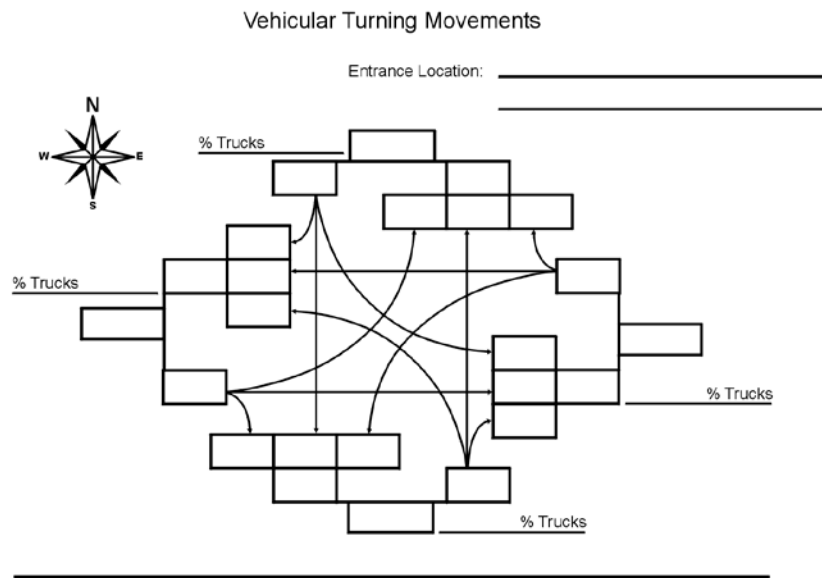 Vehicular Turning Movements
Entrance Location:
N
W E
S
% Trucks
% Trucks
% Trucks
% Trucks